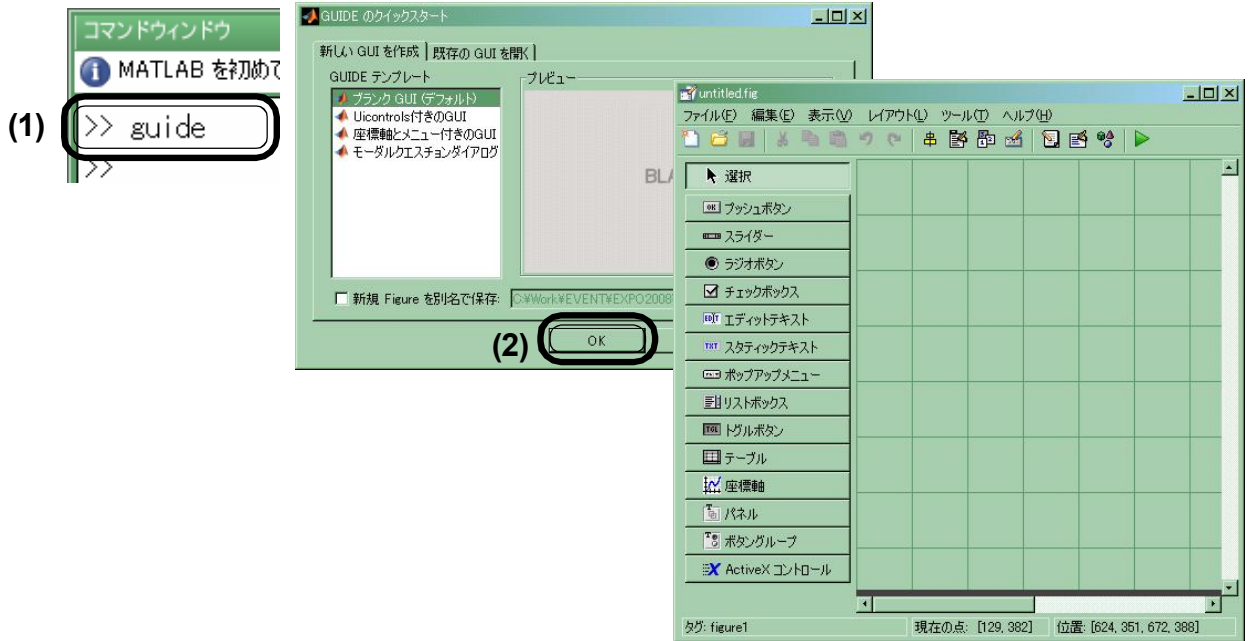 (1)
コマンドウィンドウ
MATLAB を初めて
>> guide
>>
GUIDE のクイックスタート
新しい GUI を作成
既存の GUI を開く
GUIDE テンプレート
プレビュー
ブランク GUI (デフォルト)
Uicontrols付きのGUI
座標軸とメニュー付きのGUI
モーダルクエスチョンダイアログ
BLA
新規 Figure を別名で保存:
C:¥Work¥EVENT¥EXPO2008
(2)
OK
untitled.fig
ファイル(F) 編集(E) 表示(V) レイアウト(L) ツール(T) ヘルプ(H)
選択
OK プッシュボタン
スライダー
ラジオボタン
チェックボックス
EDIT エディットテキスト
TXT スタティックテキスト
ポップアップメニュー
リストボックス
TGL トグルボタン
テーブル
座標軸
パネル
ボタングループ
ActiveX コントロール
タグ: figure1
現在の点: [129, 382]
位置: [624, 351, 672, 388]